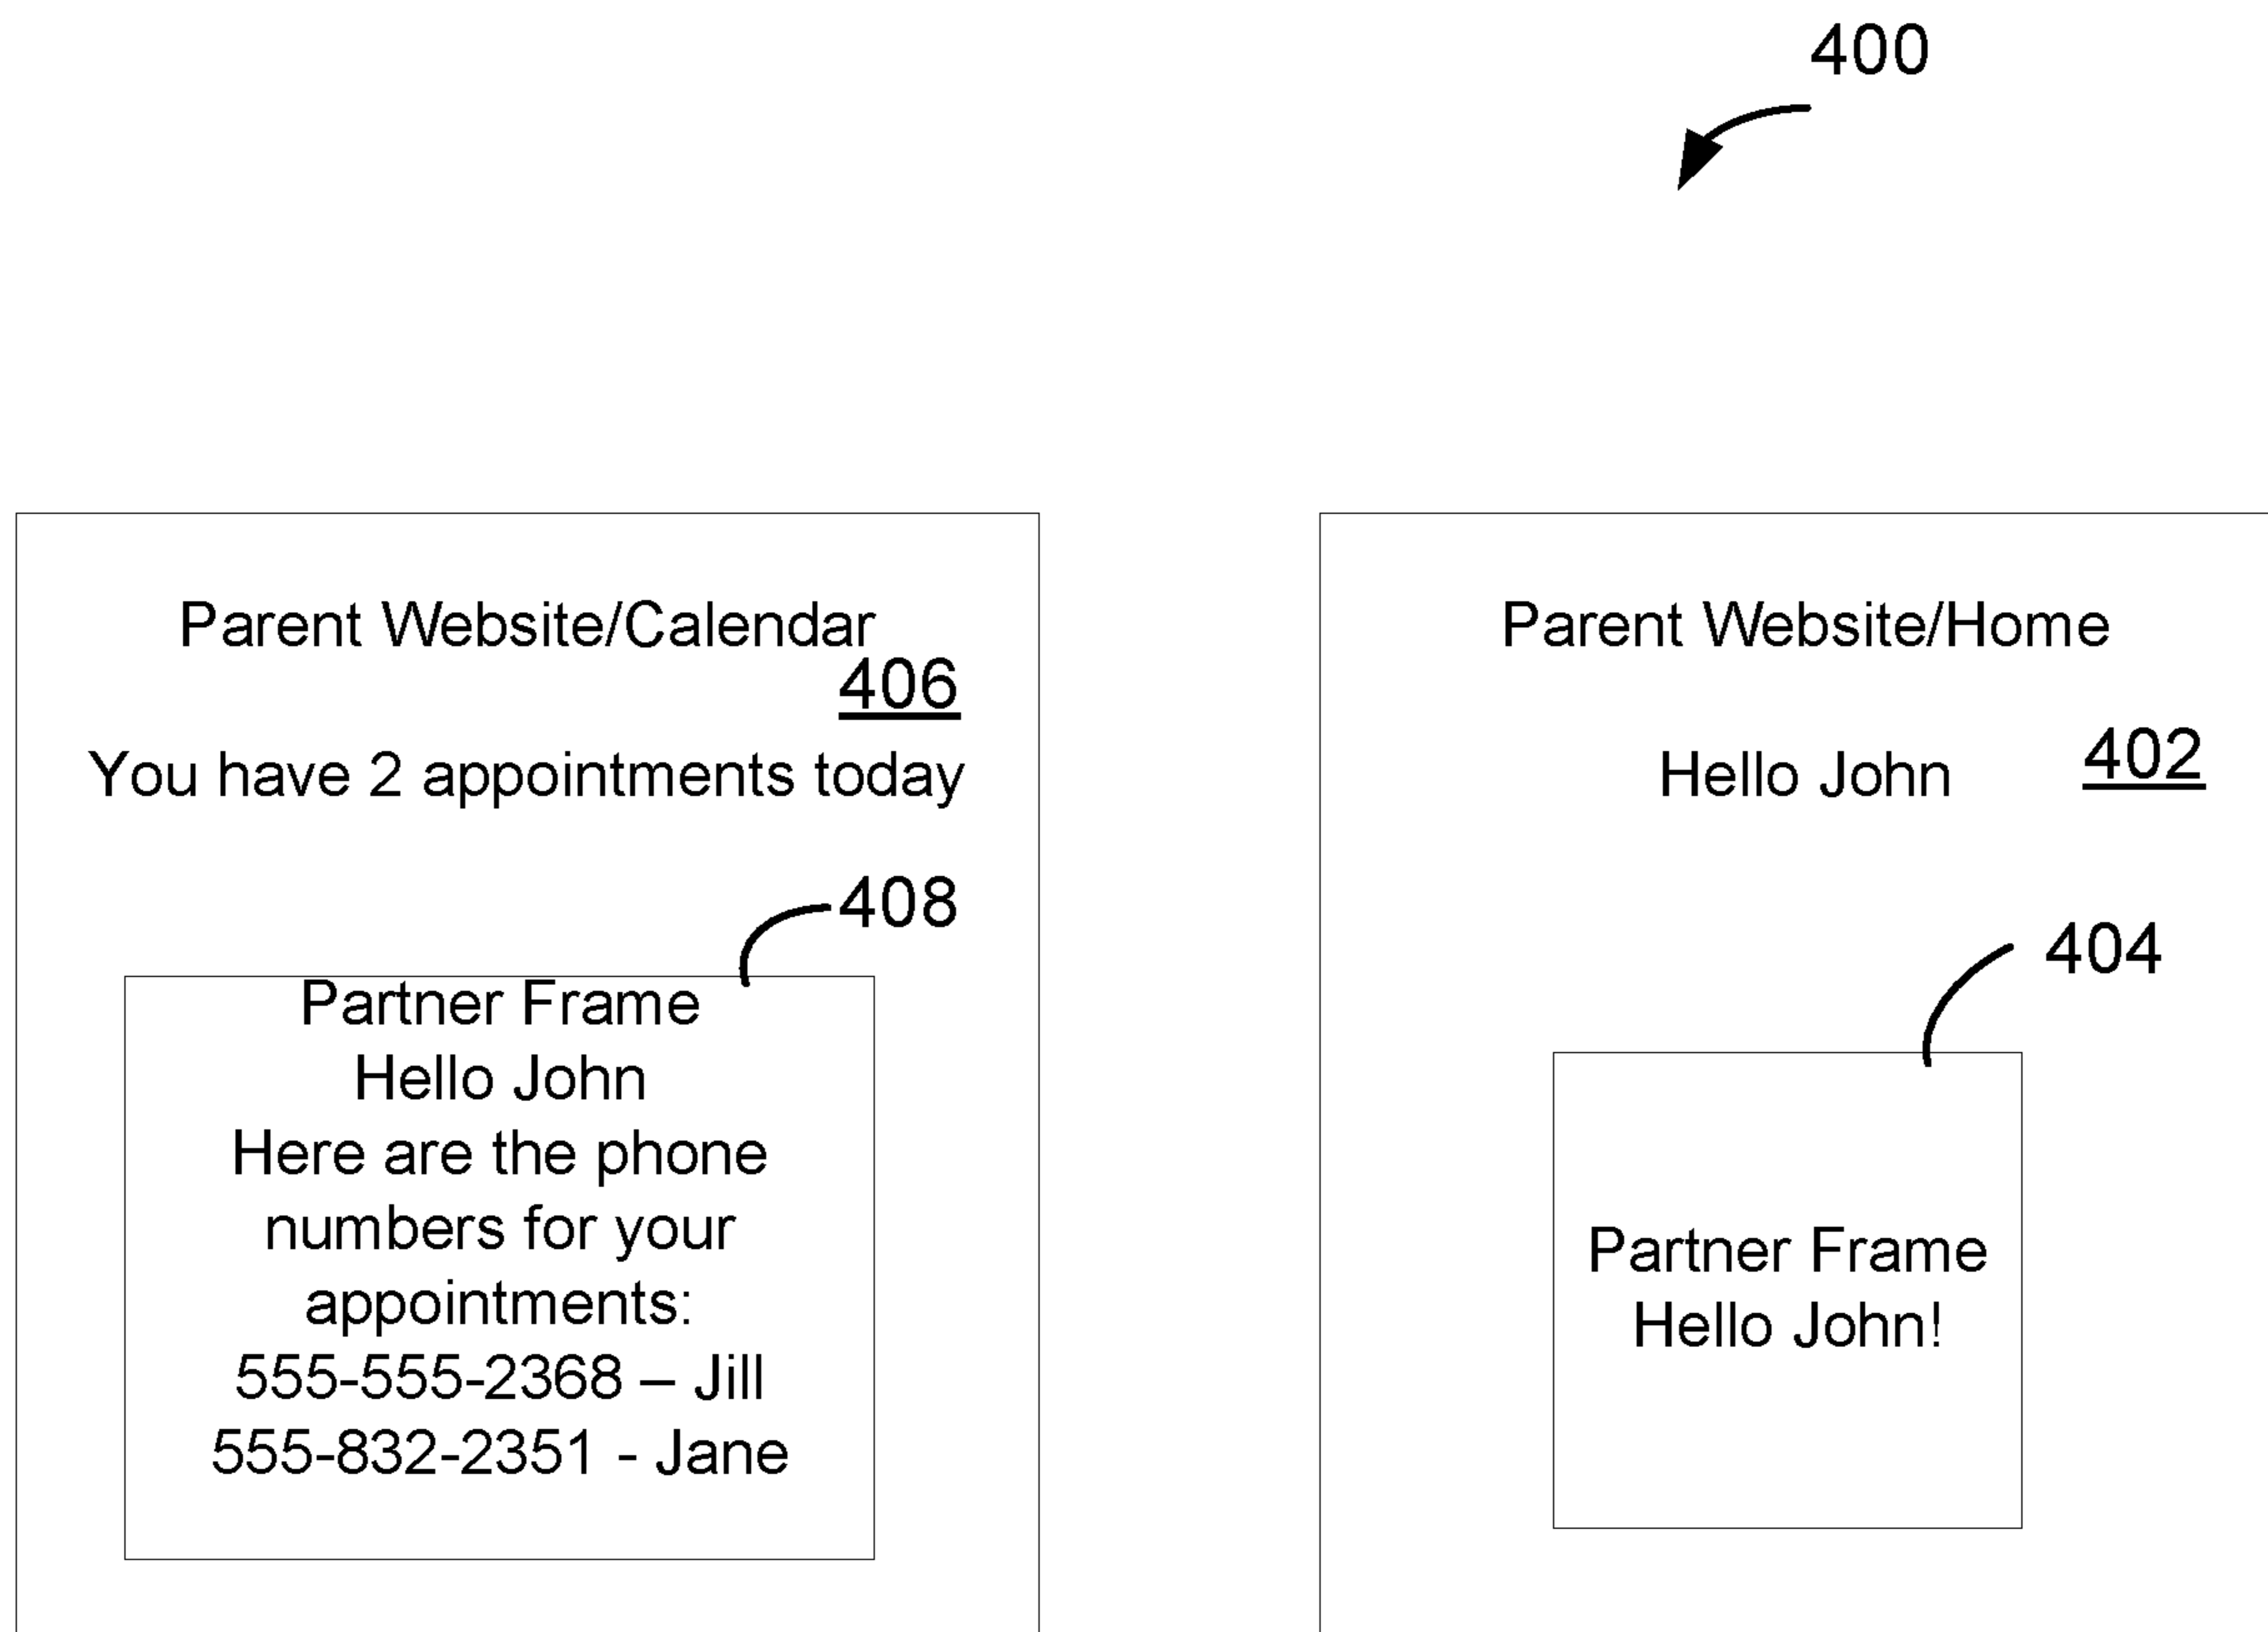 400
Parent Website/Calendar
406
You have 2 appointments today
408
Partner Frame
Hello John
Here are the phone
numbers for your
appointments:
555-555-2368 – Jill
555-832-2351 - Jane
Parent Website/Home
Hello John
402
404
Partner Frame
Hello John!